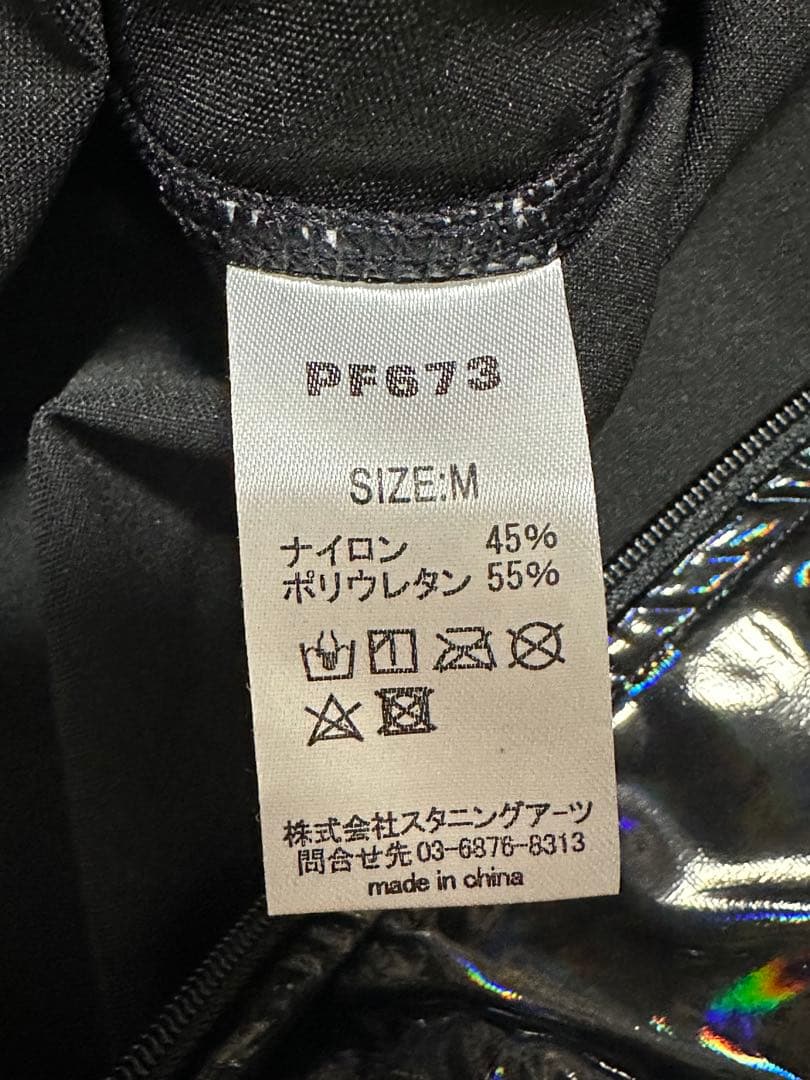 PF673
SIZE:M
ナイロン 45%
ポリウレタン 55%
株式会社スタニングアーツ
問合せ先 03-6876-8313
made in china